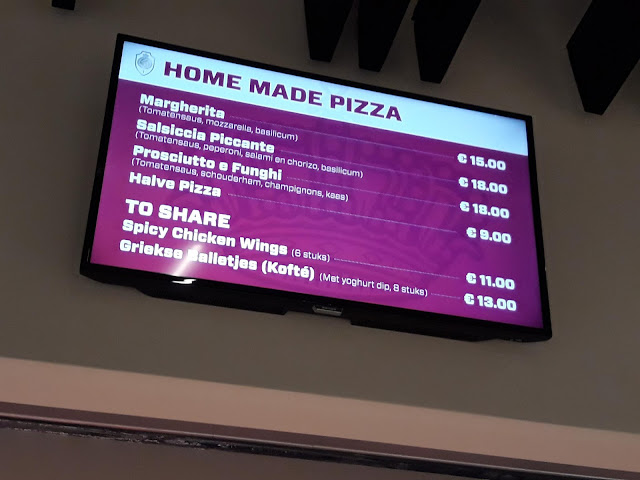 HOME MADE PIZZA
Margherita € 15.00
(Tomatensaus, mozzarella, basilicum)
Salsiccia Piccante € 18.00
(Tomatensaus, peperoni, salami en chorizo, basilicum)
Prosciutto e Funghi € 18.00
(Tomatensaus, schouderham, champignons, kaas)
Halve Pizza € 9.00
TO SHARE
Spicy Chicken Wings (6 stuks) € 11.00
Griekse Balletjes (Kofté) (Met yoghurt dip, 8 stuks) € 13.00